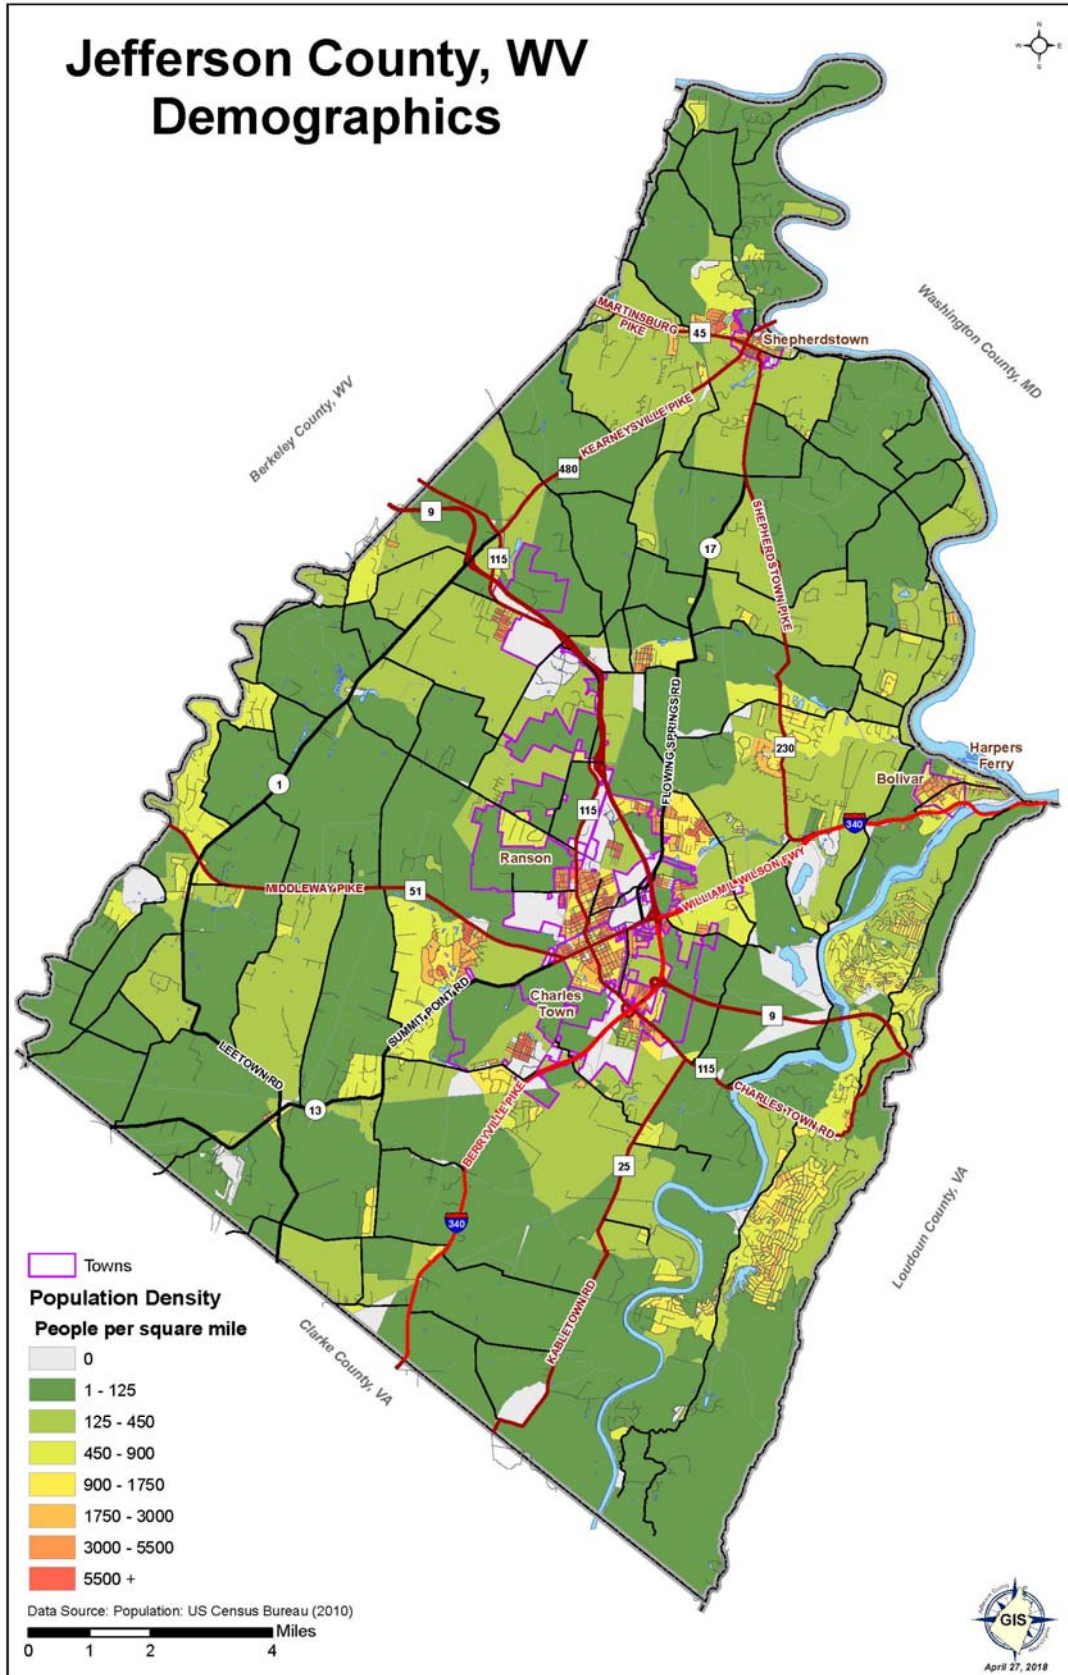 Jefferson County, WV
Demographics
N
W
E
S
Washington County, MD
Berkeley County, WV
MARTINSBURG
PIKE
45
Shepherdstown
KEARNEYSVILLE PIKE
480
9
115
17
SHEPHERDSTOWN PIKE
FLOWING SPRINGS RD
230
Harpers
Ferry
Bolivar
340
1
115
Ranson
WILLIAM L WILSON FWY
MIDDLEWAY PIKE
51
Charles
Town
SUMMIT POINT RD
9
LEETOWN RD
115
CHARLES TOWN RD
13
BERRYVILLE PIKE
25
340
KABLETOWN RD
Loudoun County, VA
Clarke County, VA
Towns
Population Density
People per square mile
0
1 - 125
125 - 450
450 - 900
900 - 1750
1750 - 3000
3000 - 5500
5500 +
Data Source: Population: US Census Bureau (2010)
Miles
0 1 2 4
GIS
April 27, 2018